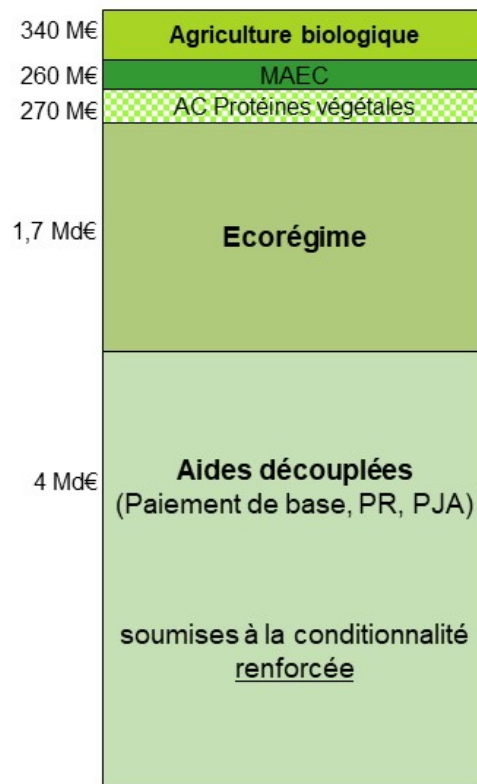 340 M€ Agriculture biologique
260 M€ MAEC
270 M€ AC Protéines végétales
1,7 Md€ Ecorégime
4 Md€ Aides découplées
(Paiement de base, PR, PJA)
soumises à la conditionnalité
renforcée